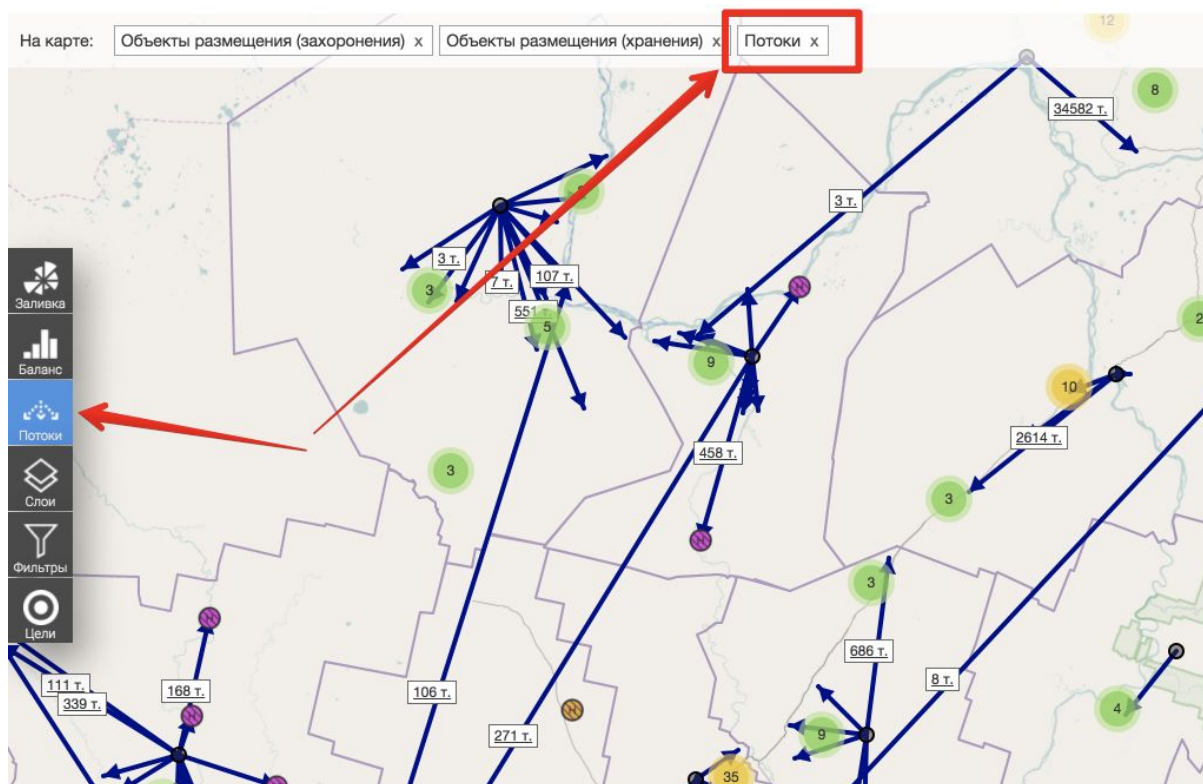 На карте: Объекты размещения (захоронения) x Объекты размещения (хранения) x Потоки x
12
8
34582 т.
3 т.
3 т.
7 т.
107 т.
3
551 т.
5
9
2
10
458 т.
2614 т.
3
3
3
686 т.
8 т.
111 т.
339 т.
168 т.
106 т.
271 т.
9
4
35
Заливка
Баланс
Потоки
Слои
Фильтры
Цели